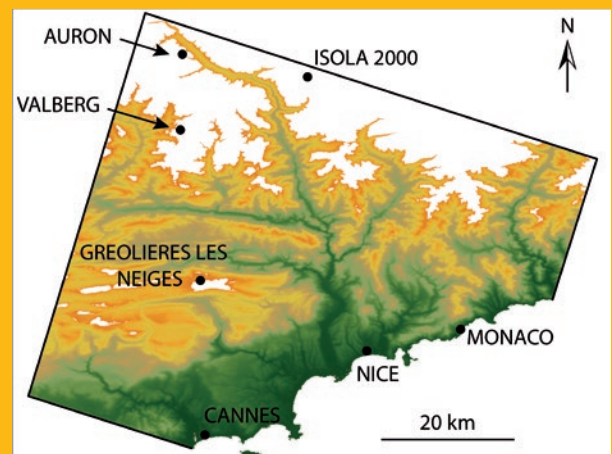 AURON
ISOLA 2000
N
VALBERG
GREOLIERES LES
NEIGES
MONACO
NICE
CANNES
20 km